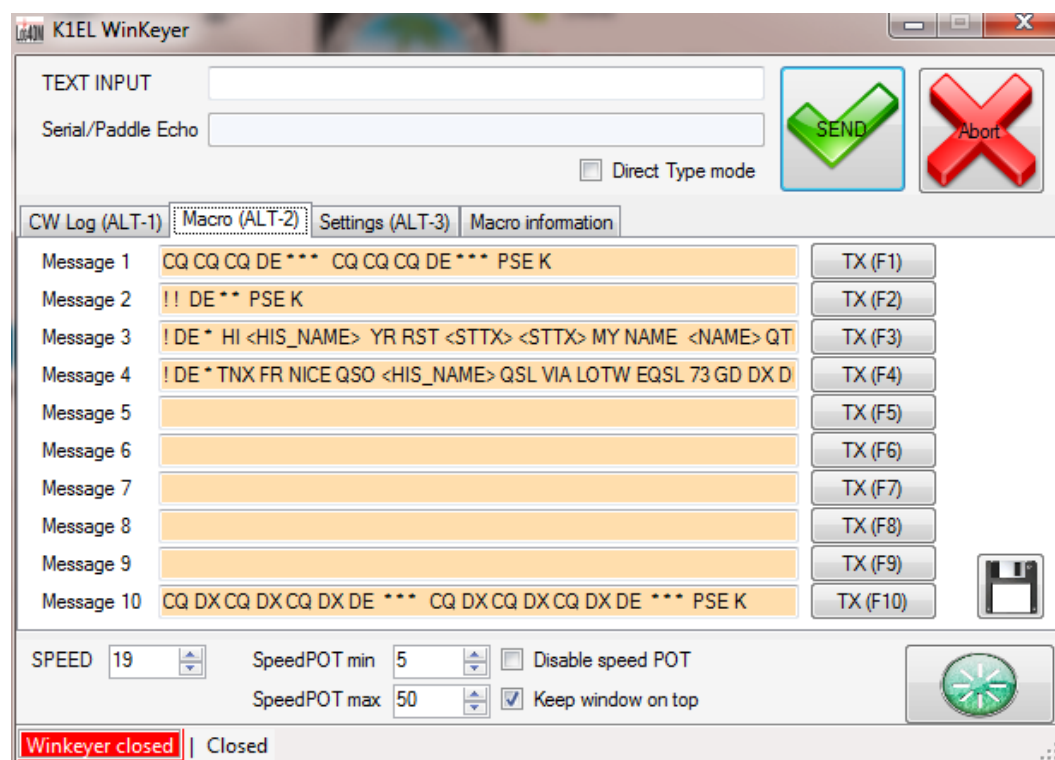 K1EL WinKeyer
TEXT INPUT
SEND
Abort
Serial/Paddle Echo
Direct Type mode
CW Log (ALT-1) Macro (ALT-2) Settings (ALT-3) Macro information
Message 1 CQ CQ CQ DE * * * CQ CQ CQ DE * * * PSE K TX (F1)
Message 2 ! ! DE * * PSE K TX (F2)
Message 3 ! DE * HI <HIS_NAME> YR RST <STTX> <STTX> MY NAME <NAME> QT TX (F3)
Message 4 ! DE * TNX FR NICE QSO <HIS_NAME> QSL VIA LOTW EQSL 73 GD DX D TX (F4)
Message 5 TX (F5)
Message 6 TX (F6)
Message 7 TX (F7)
Message 8 TX (F8)
Message 9 TX (F9)
Message 10 CQ DX CQ DX CQ DX DE * * * CQ DX CQ DX CQ DX DE * * * PSE K TX (F10)
SPEED 19 SpeedPOT min 5 Disable speed POT
SpeedPOT max 50 Keep window on top
Winkeyer closed | Closed